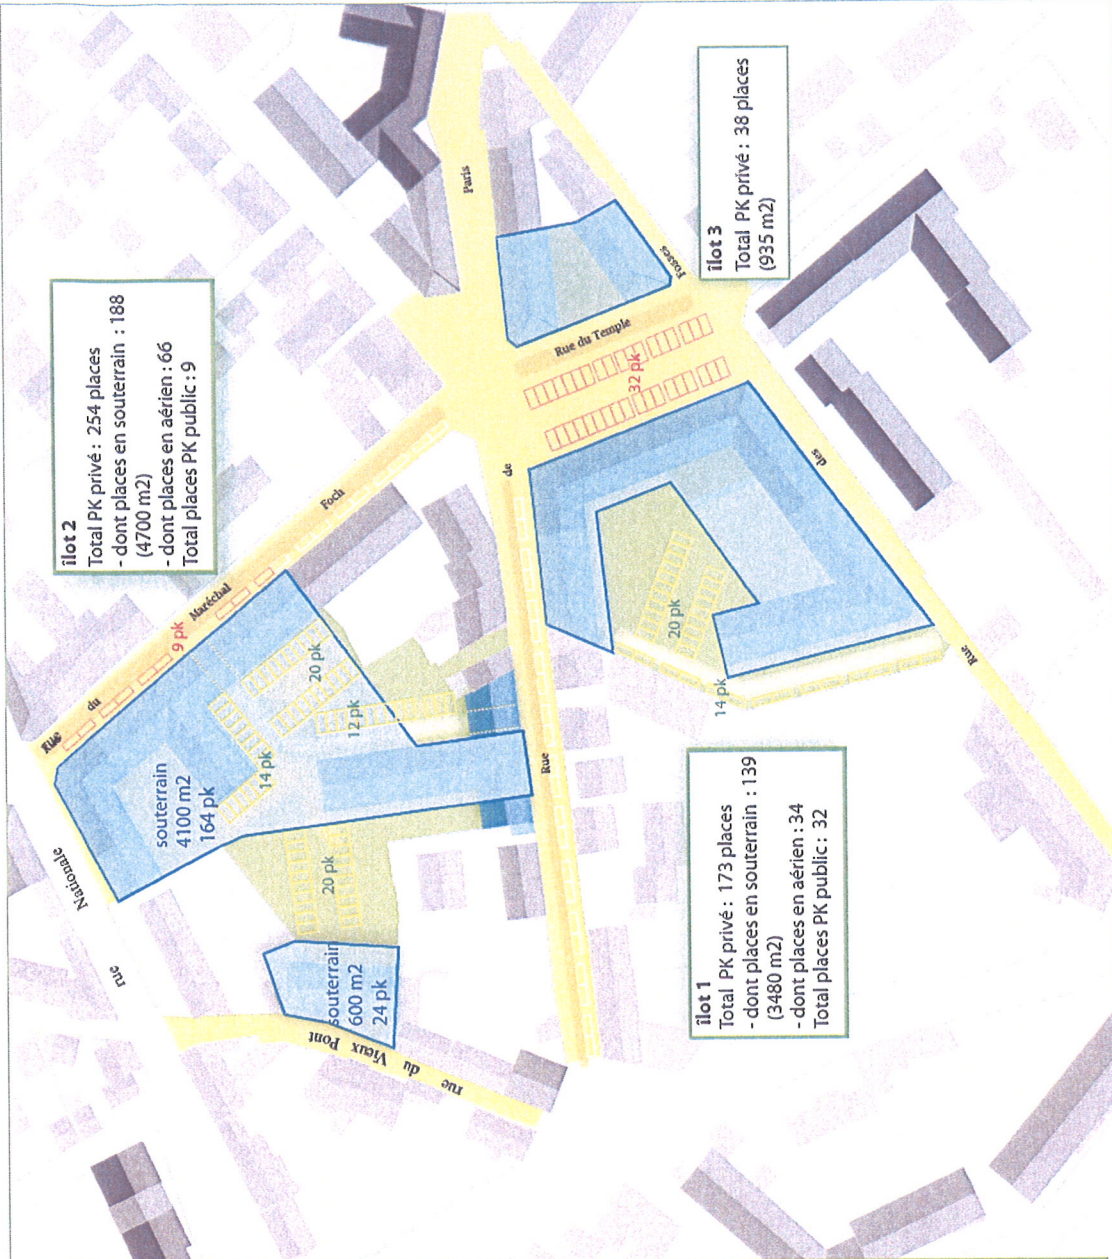 îlot 2
Total PK privé : 254 places
- dont places en souterrain : 188
(4700 m2)
- dont places en aérien : 66
Total places PK public : 9
îlot 3
Total PK privé : 38 places
(935 m2)
îlot 1
Total PK privé : 173 places
- dont places en souterrain : 139
(3480 m2)
- dont places en aérien : 34
Total places PK public : 32
rue Nationale
Rue du Maréchal Foch
9 pk
souterrain
4100 m2
164 pk
14 pk
20 pk
12 pk
20 pk
souterrain
600 m2
24 pk
rue du Vieux Pont
Rue de Paris
Rue du Temple
32 pk
20 pk
14 pk
Rue des Fossés